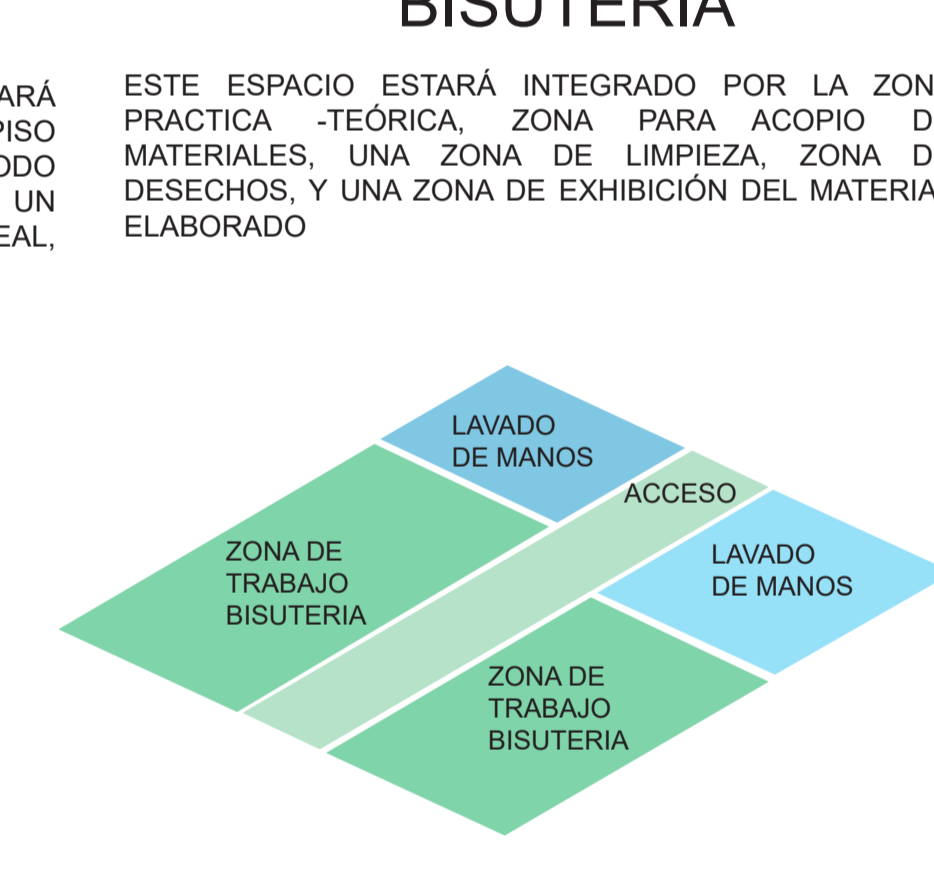 BISUTERIA
ARÁ
PISO
ODO
UN
EAL,
ESTE ESPACIO ESTARÁ INTEGRADO POR LA ZON
PRACTICA -TEÓRICA, ZONA PARA ACOPIO D
MATERIALES, UNA ZONA DE LIMPIEZA, ZONA D
DESECHOS, Y UNA ZONA DE EXHIBICIÓN DEL MATERIA
ELABORADO
LAVADO
DE MANOS
ACCESO
ZONA DE
TRABAJO
BISUTERIA
LAVADO
DE MANOS
ZONA DE
TRABAJO
BISUTERIA